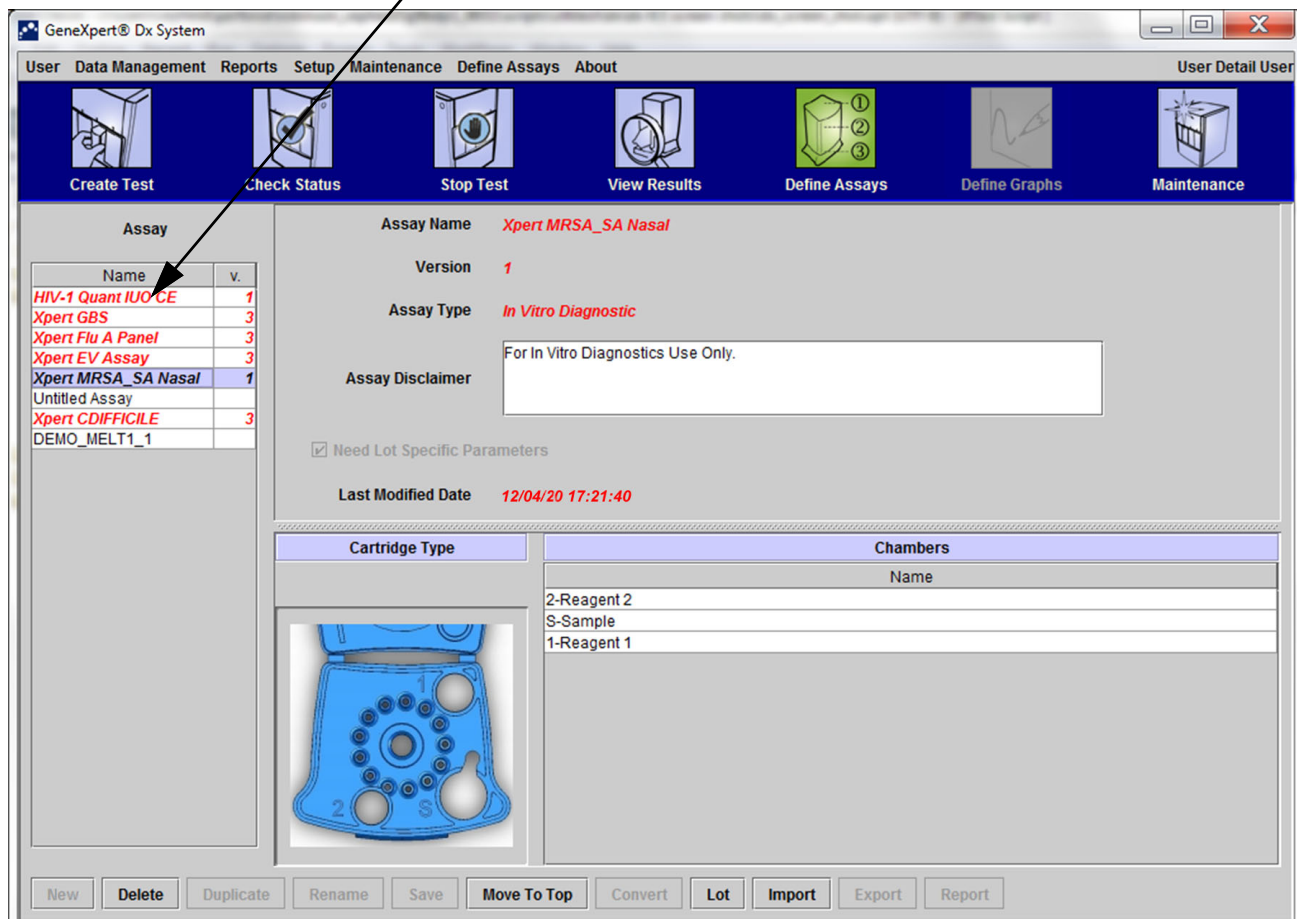 GeneXpert® Dx System
User Data Management Reports Setup Maintenance Define Assays About User Detail User
Create Test Check Status Stop Test View Results Define Assays Define Graphs Maintenance
1
2
3
Assay
Name v.
HIV-1 Quant IUO CE 1
Xpert GBS 3
Xpert Flu A Panel 3
Xpert EV Assay 3
Xpert MRSA_SA Nasal 1
Untitled Assay
Xpert CDIFFICILE 3
DEMO_MELT1_1
Assay Name Xpert MRSA_SA Nasal
Version 1
Assay Type In Vitro Diagnostic
Assay Disclaimer For In Vitro Diagnostics Use Only.
Need Lot Specific Parameters
Last Modified Date 12/04/20 17:21:40
Cartridge Type
1
2 S
Chambers
Name
2-Reagent 2
S-Sample
1-Reagent 1
New Delete Duplicate Rename Save Move To Top Convert Lot Import Export Report